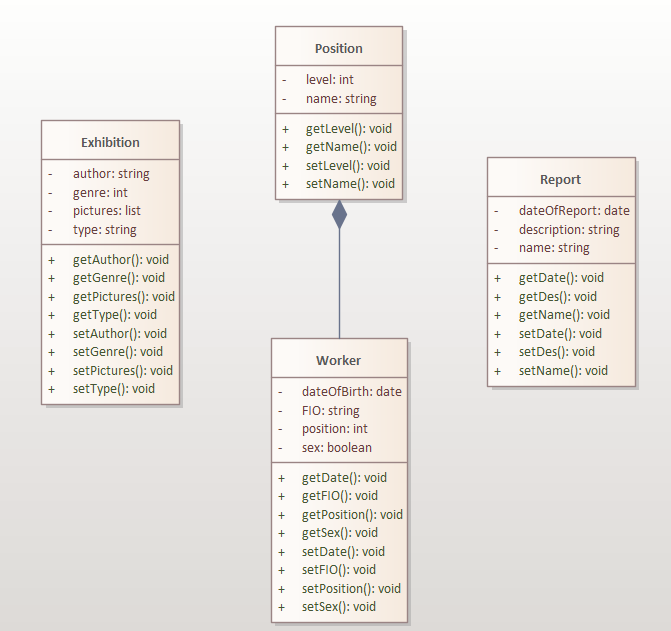 Position
- level: int
- name: string
+ getLevel(): void
+ getName(): void
+ setLevel(): void
+ setName(): void
Exhibition
- author: string
- genre: int
- pictures: list
- type: string
+ getAuthor(): void
+ getGenre(): void
+ getPictures(): void
+ getType(): void
+ setAuthor(): void
+ setGenre(): void
+ setPictures(): void
+ setType(): void
Report
- dateOfReport: date
- description: string
- name: string
+ getDate(): void
+ getDes(): void
+ getName(): void
+ setDate(): void
+ setDes(): void
+ setName(): void
Worker
- dateOfBirth: date
- FIO: string
- position: int
- sex: boolean
+ getDate(): void
+ getFIO(): void
+ getPosition(): void
+ getSex(): void
+ setDate(): void
+ setFIO(): void
+ setPosition(): void
+ setSex(): void